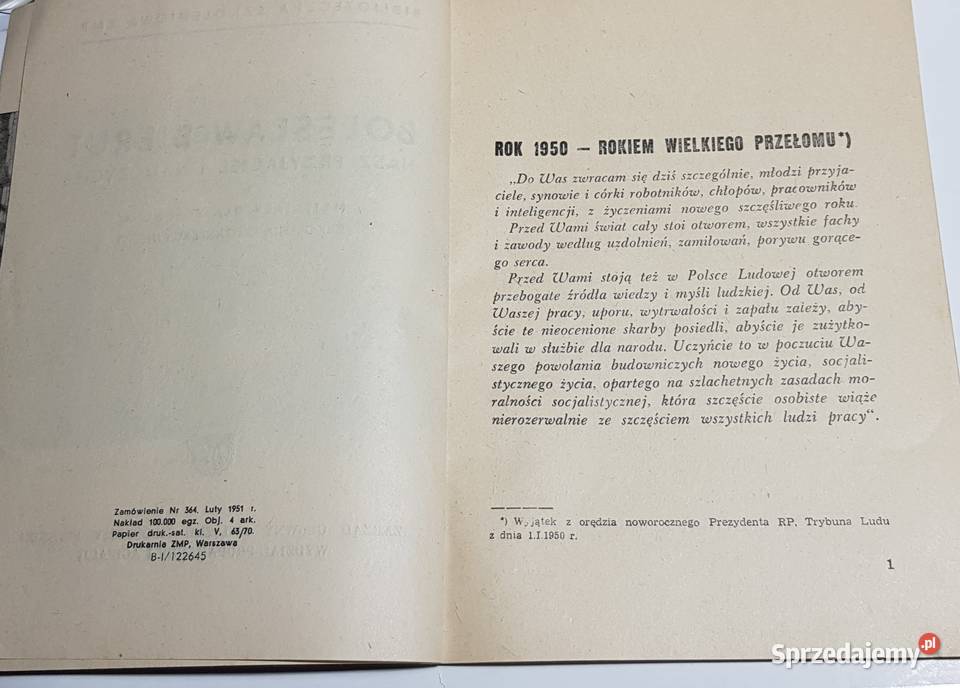 Zamówienie Nr 364. Luty 1951 r.
Nakład 100.000 egz. Obj. 4 ark.
Papier druk.-sat. kl. V, 63/70.
Drukarnia ZMP, Warszawa
B-I/122645
ROK 1950 — ROKIEM WIELKIEGO PRZEŁOMU*)
„Do Was zwracam się dziś szczególnie, młodzi przyja-
ciele, synowie i córki robotników, chłopów, pracowników
i inteligencji, z życzeniami nowego szczęśliwego roku.
Przed Wami świat cały stoi otworem, wszystkie fachy
i zawody według uzdolnień, zamiłowań, porywu gorące-
go serca.
Przed Wami stoją też w Polsce Ludowej otworem
przebogate źródła wiedzy i myśli ludzkiej. Od Was, od
Waszej pracy, uporu, wytrwałości i zapału zależy, aby-
ście te nieocenione skarby posiedli, abyście je zużytko-
wali w służbie dla narodu. Uczyńcie to w poczuciu Wa-
szego powołania budowniczych nowego życia, socjali-
stycznego życia, opartego na szlachetnych zasadach mo-
ralności socjalistycznej, która szczęście osobiste wiąże
nierozerwalnie ze szczęściem wszystkich ludzi pracy“.
*) Wyjątek z orędzia noworocznego Prezydenta RP, Trybuna Ludu
z dnia 1.I.1950 r.
1
Sprzedajemy.pl